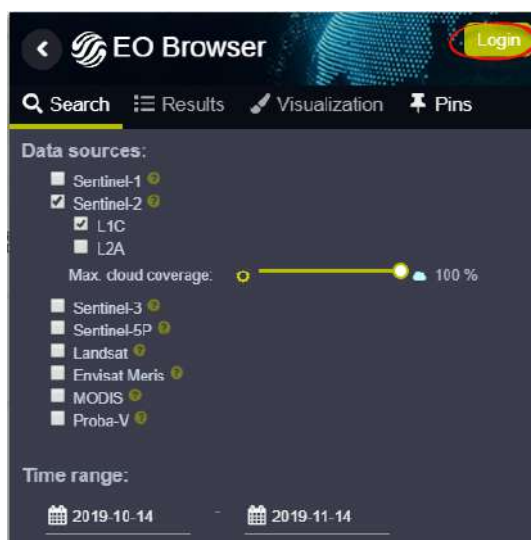 EO Browser
Login
Search Results Visualization Pins
Data sources:
Sentinel-1
Sentinel-2
L1C
L2A
Max. cloud coverage: 100 %
Sentinel-3
Sentinel-5P
Landsat
Envisat Meris
MODIS
Proba-V
Time range:
2019-10-14 - 2019-11-14